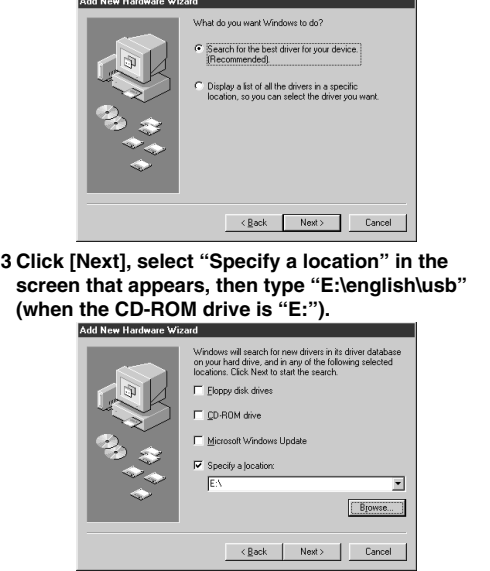 Add New Hardware Wizard
What do you want Windows to do?
Search for the best driver for your device.
(Recommended).
Display a list of all the drivers in a specific
location, so you can select the driver you want.
< Back
Next >
Cancel
3 Click [Next], select “Specify a location” in the
screen that appears, then type “E:\english\usb”
(when the CD-ROM drive is “E:”).
Add New Hardware Wizard
Windows will search for new drivers in its driver database
on your hard drive, and in any of the following selected
locations. Click Next to start the search.
Floppy disk drives
CD-ROM drive
Microsoft Windows Update
Specify a location:
E:\
Browse...
< Back
Next >
Cancel